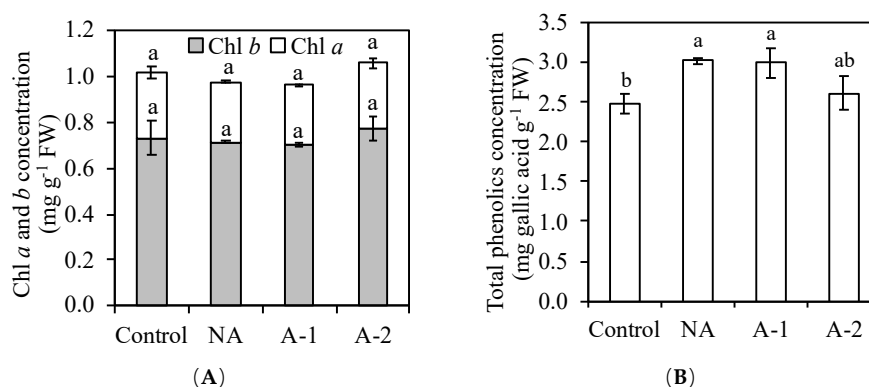 Chl a and b concentration
(mg g-1 FW)
1.2
1.0
0.8
0.6
0.4
0.2
0.0
Chl b
Chl a
a
a
a
a
a
a
a
a
Control
NA
A-1
A-2
(A)
Total phenolics concentration
(mg gallic acid g-1 FW)
3.5
3.0
2.5
2.0
1.5
1.0
0.5
0.0
b
a
a
ab
Control
NA
A-1
A-2
(B)